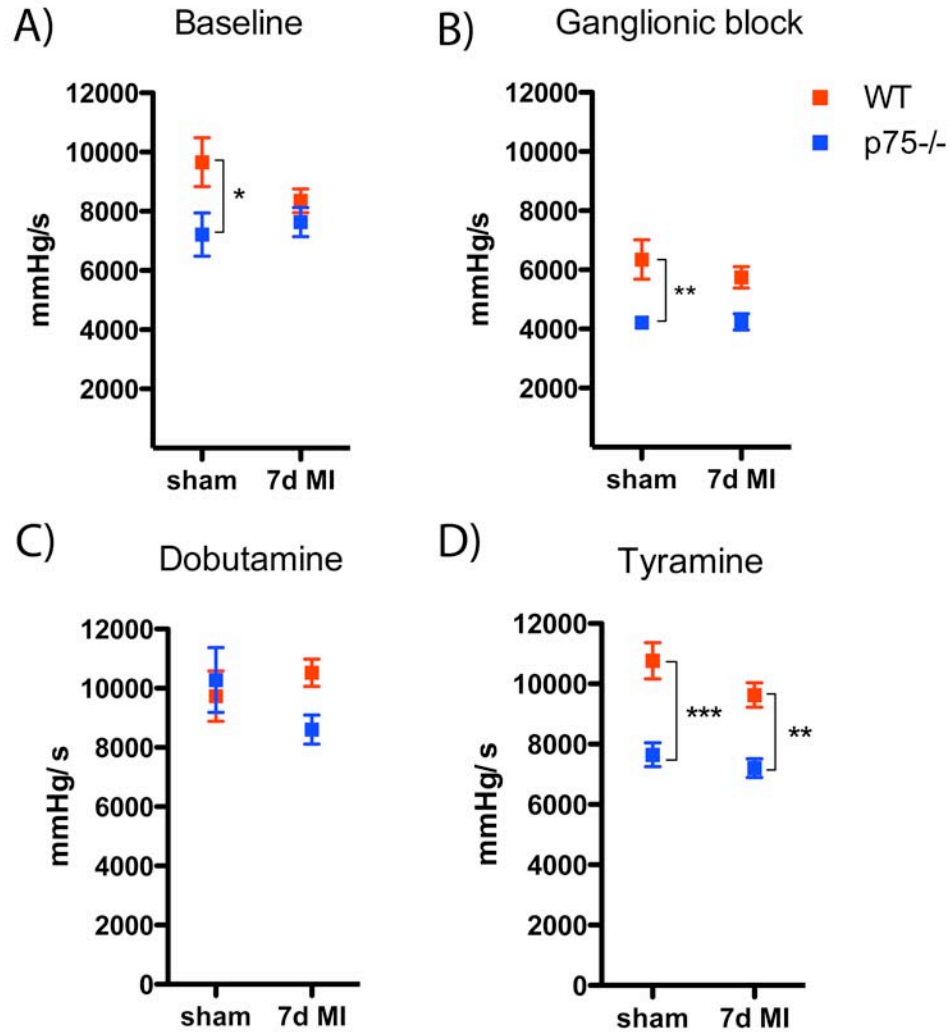 A) Baseline
12000
10000
8000
6000
4000
2000
mmHg/s
*
sham 7d MI
B) Ganglionic block
12000
10000
8000
6000
4000
2000
mmHg/s
**
sham 7d MI
WT
p75-/-
C) Dobutamine
12000
10000
8000
6000
4000
2000
0
mmHg/ s
sham 7d MI
D) Tyramine
12000
10000
8000
6000
4000
2000
0
mmHg/s
***
**
sham 7d MI